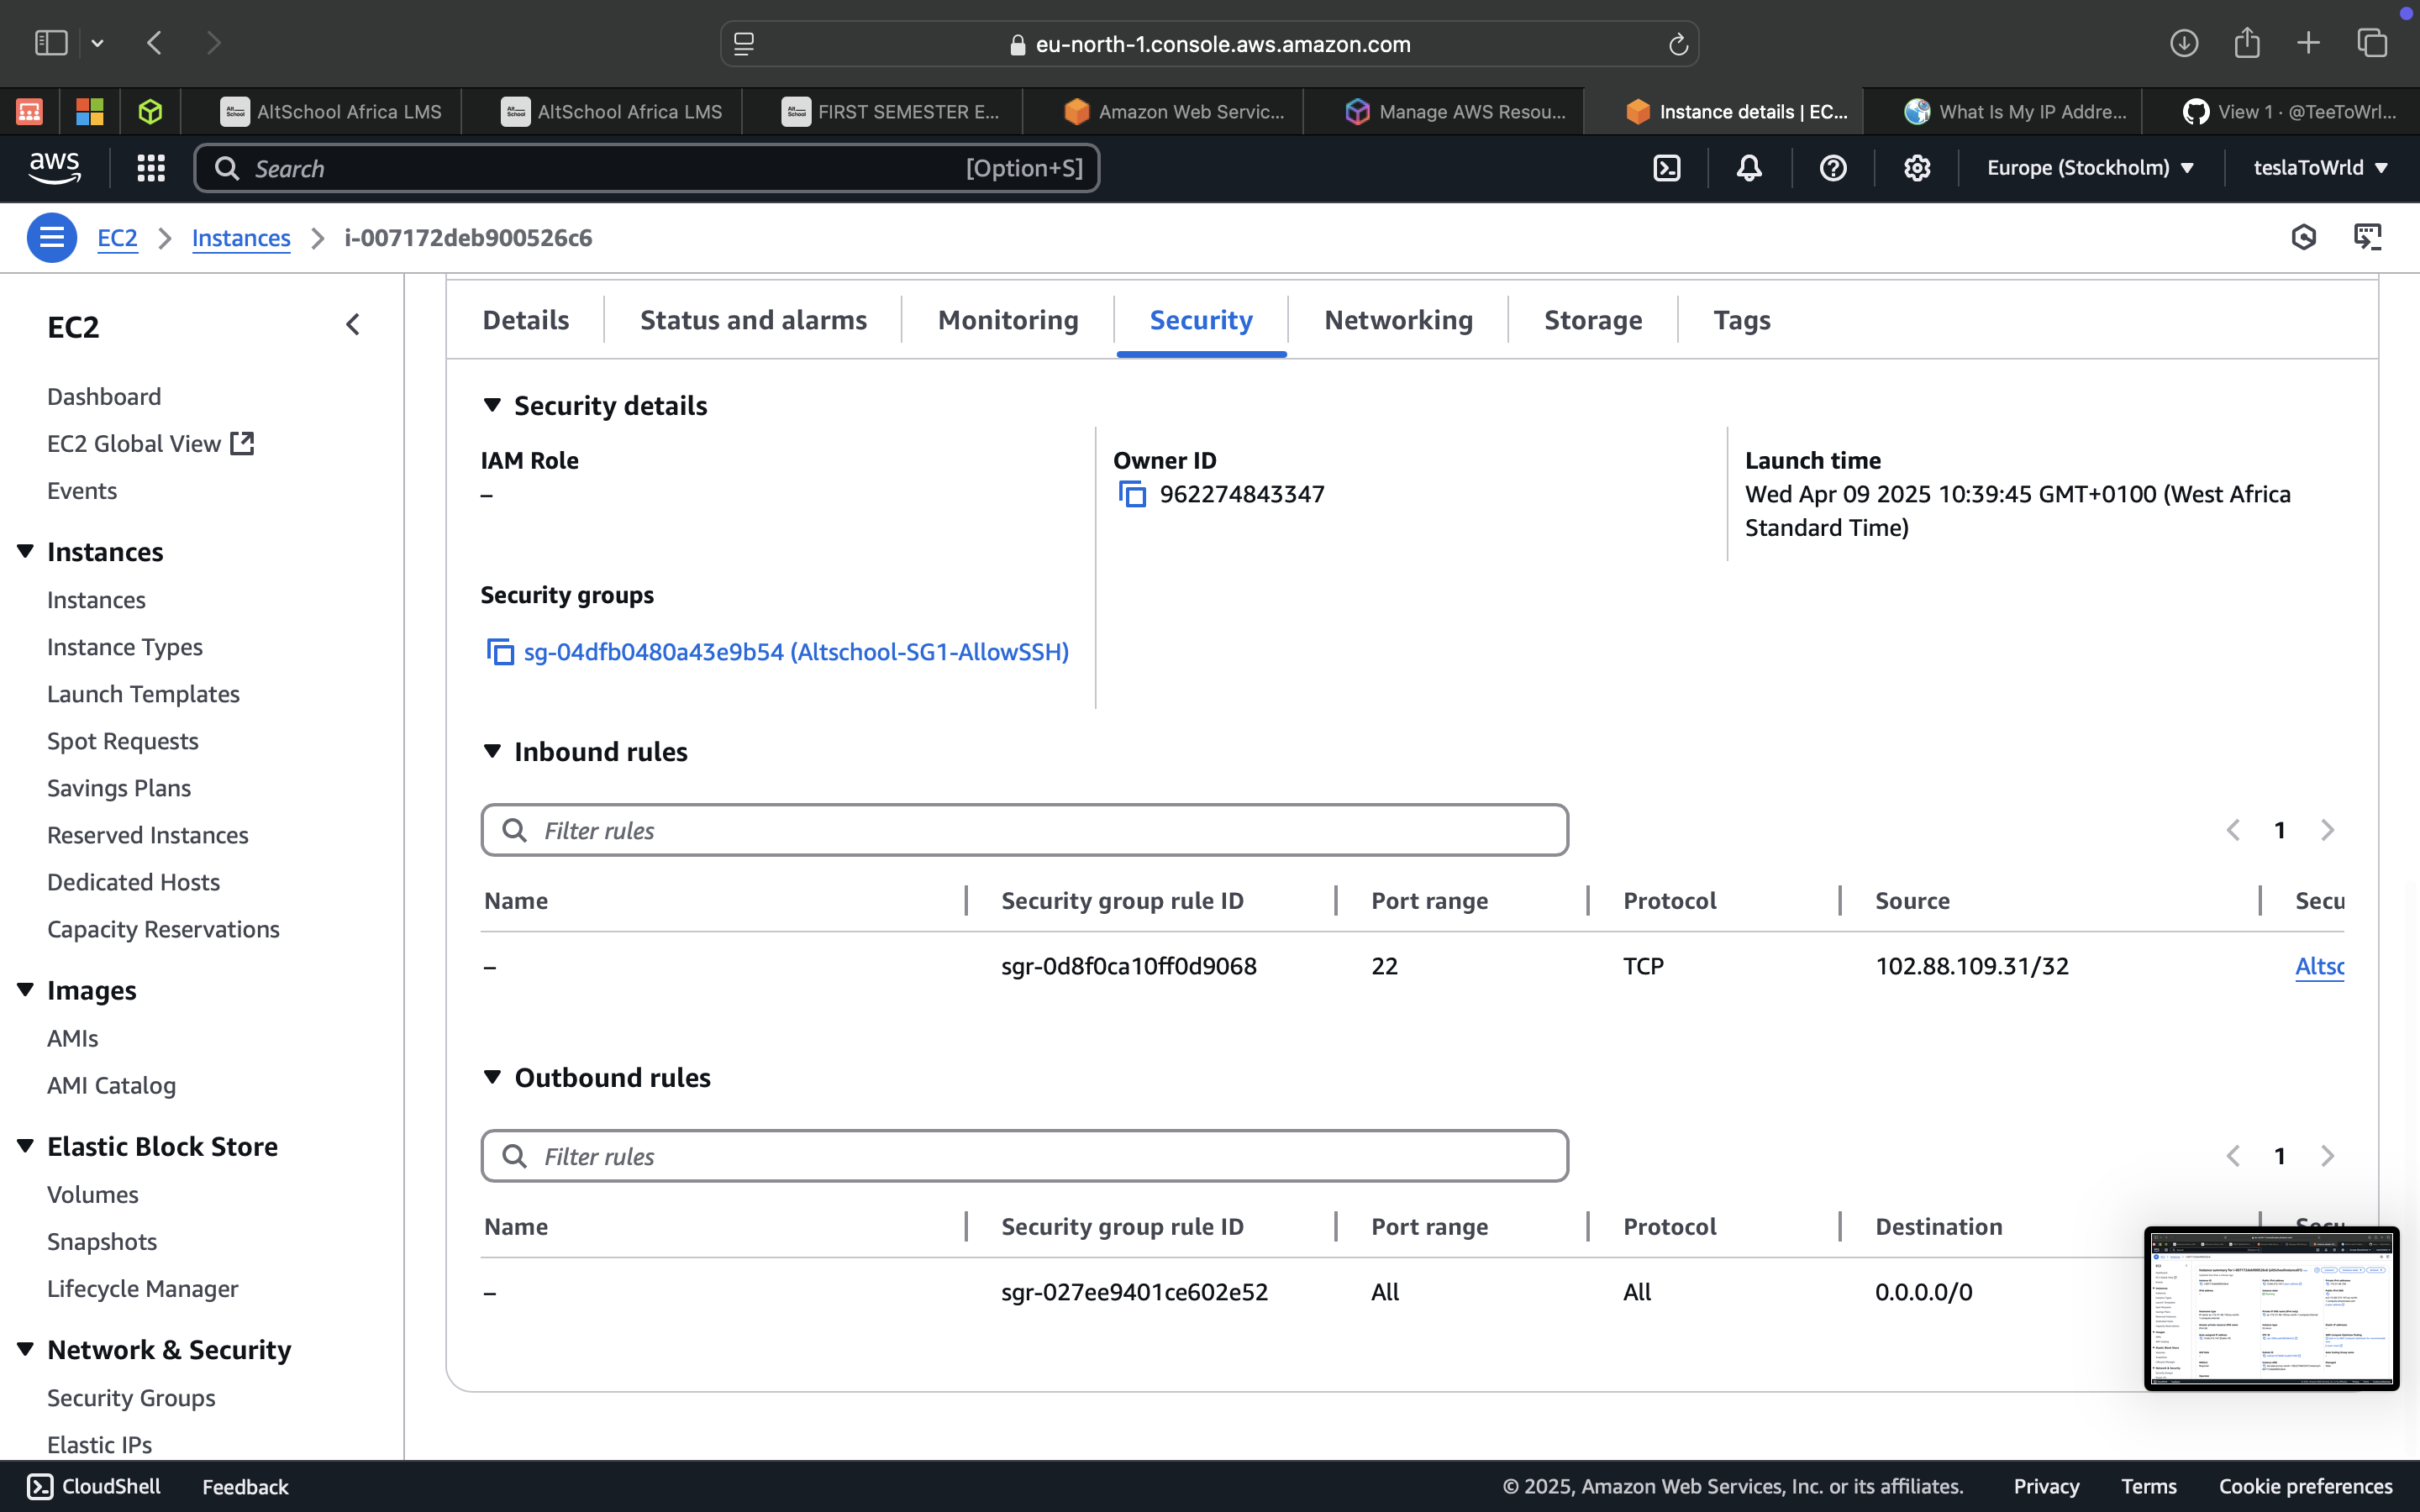 eu-north-1.console.aws.amazon.com
AltSchool Africa LMS
AltSchool Africa LMS
FIRST SEMESTER E...
Amazon Web Servic...
Manage AWS Resou...
Instance details | EC...
What Is My IP Addre...
View 1 · @TeeToWrl...
aws
Search
[Option+S]
Europe (Stockholm)
teslaToWrld
EC2
Instances
i-007172deb900526c6
EC2
Dashboard
EC2 Global View
Events
Instances
Instances
Instance Types
Launch Templates
Spot Requests
Savings Plans
Reserved Instances
Dedicated Hosts
Capacity Reservations
Images
AMIs
AMI Catalog
Elastic Block Store
Volumes
Snapshots
Lifecycle Manager
Network & Security
Security Groups
Elastic IPs
Details
Status and alarms
Monitoring
Security
Networking
Storage
Tags
Security details
IAM Role
–
Owner ID
962274843347
Launch time
Wed Apr 09 2025 10:39:45 GMT+0100 (West Africa
Standard Time)
Security groups
sg-04dfb0480a43e9b54 (Altschool-SG1-AllowSSH)
Inbound rules
Filter rules
1
Name
Security group rule ID
Port range
Protocol
Source
Secu
–
sgr-0d8f0ca10ff0d9068
22
TCP
102.88.109.31/32
Altsc
Outbound rules
Filter rules
1
Name
Security group rule ID
Port range
Protocol
Destination
–
sgr-027ee9401ce602e52
All
All
0.0.0.0/0
CloudShell
Feedback
© 2025, Amazon Web Services, Inc. or its affiliates.
Privacy
Terms
Cookie preferences